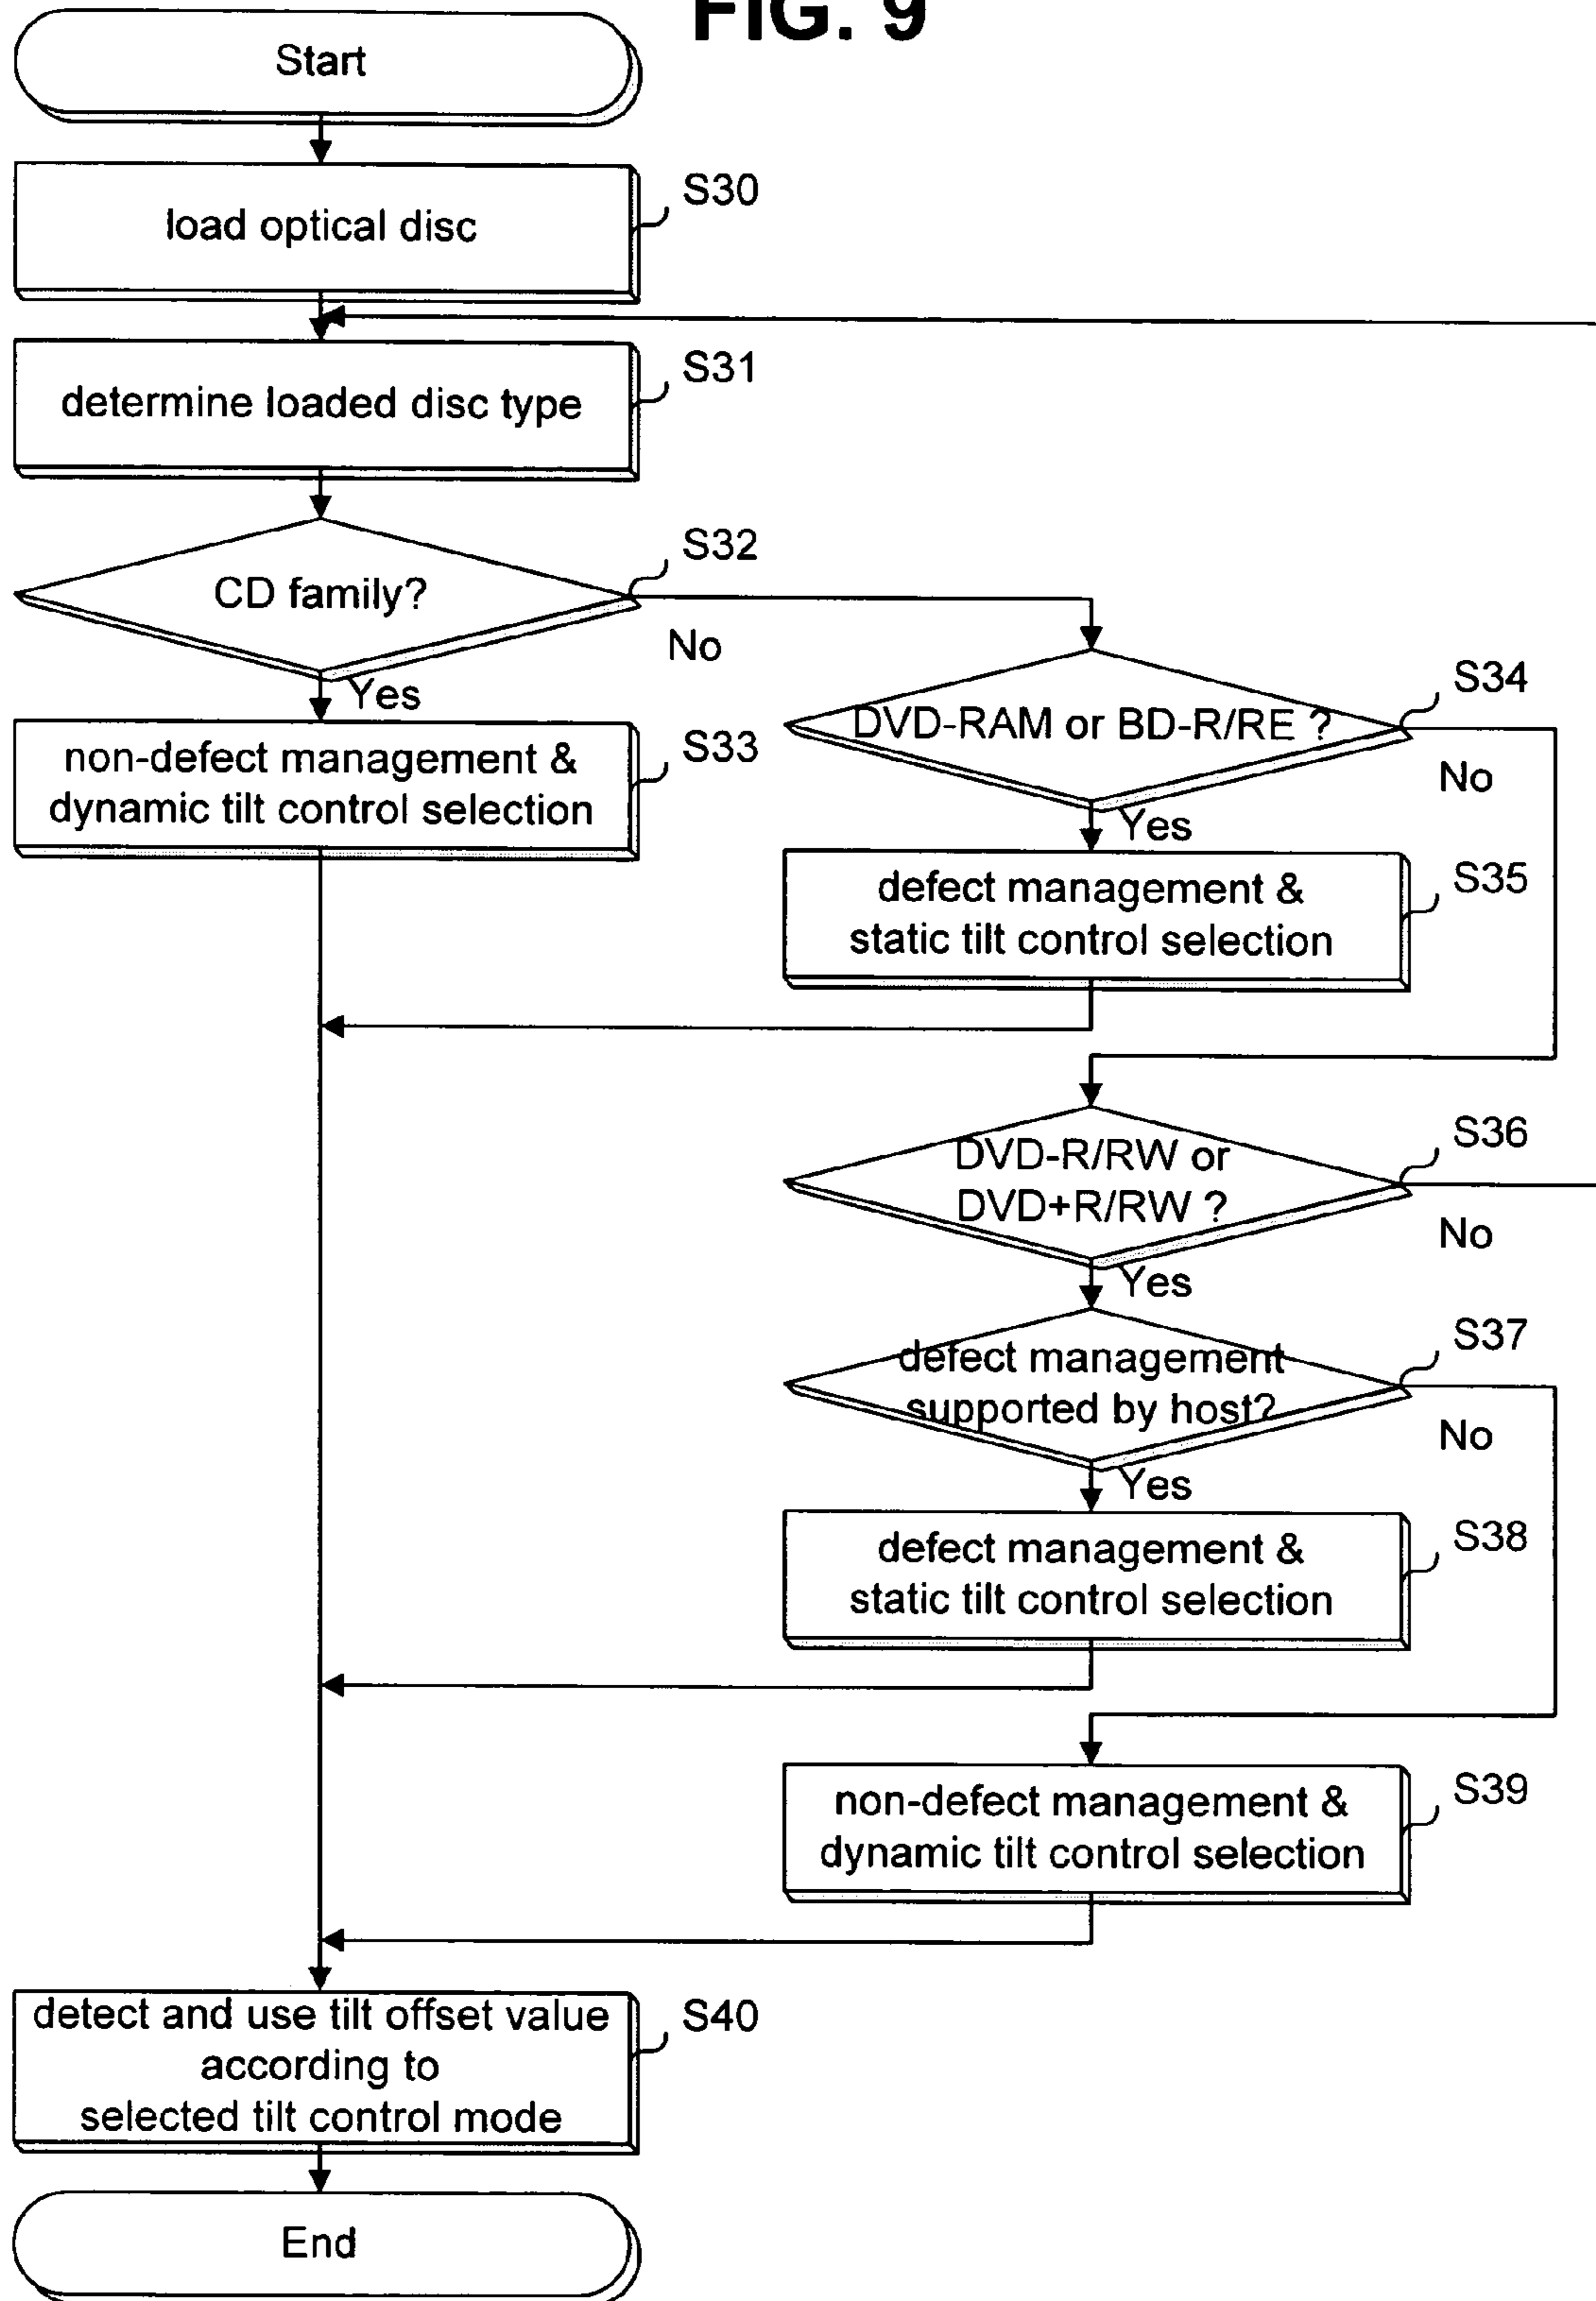 FIG. 9
Start
load optical disc
S30
determine loaded disc type
S31
CD family?
S32
No
Yes
non-defect management &
dynamic tilt control selection
S33
DVD-RAM or BD-R/RE ?
S34
No
Yes
defect management &
static tilt control selection
S35
DVD-R/RW or
DVD+R/RW ?
S36
No
Yes
defect management
supported by host?
S37
No
Yes
defect management &
static tilt control selection
S38
non-defect management &
dynamic tilt control selection
S39
detect and use tilt offset value
according to
selected tilt control mode
S40
End